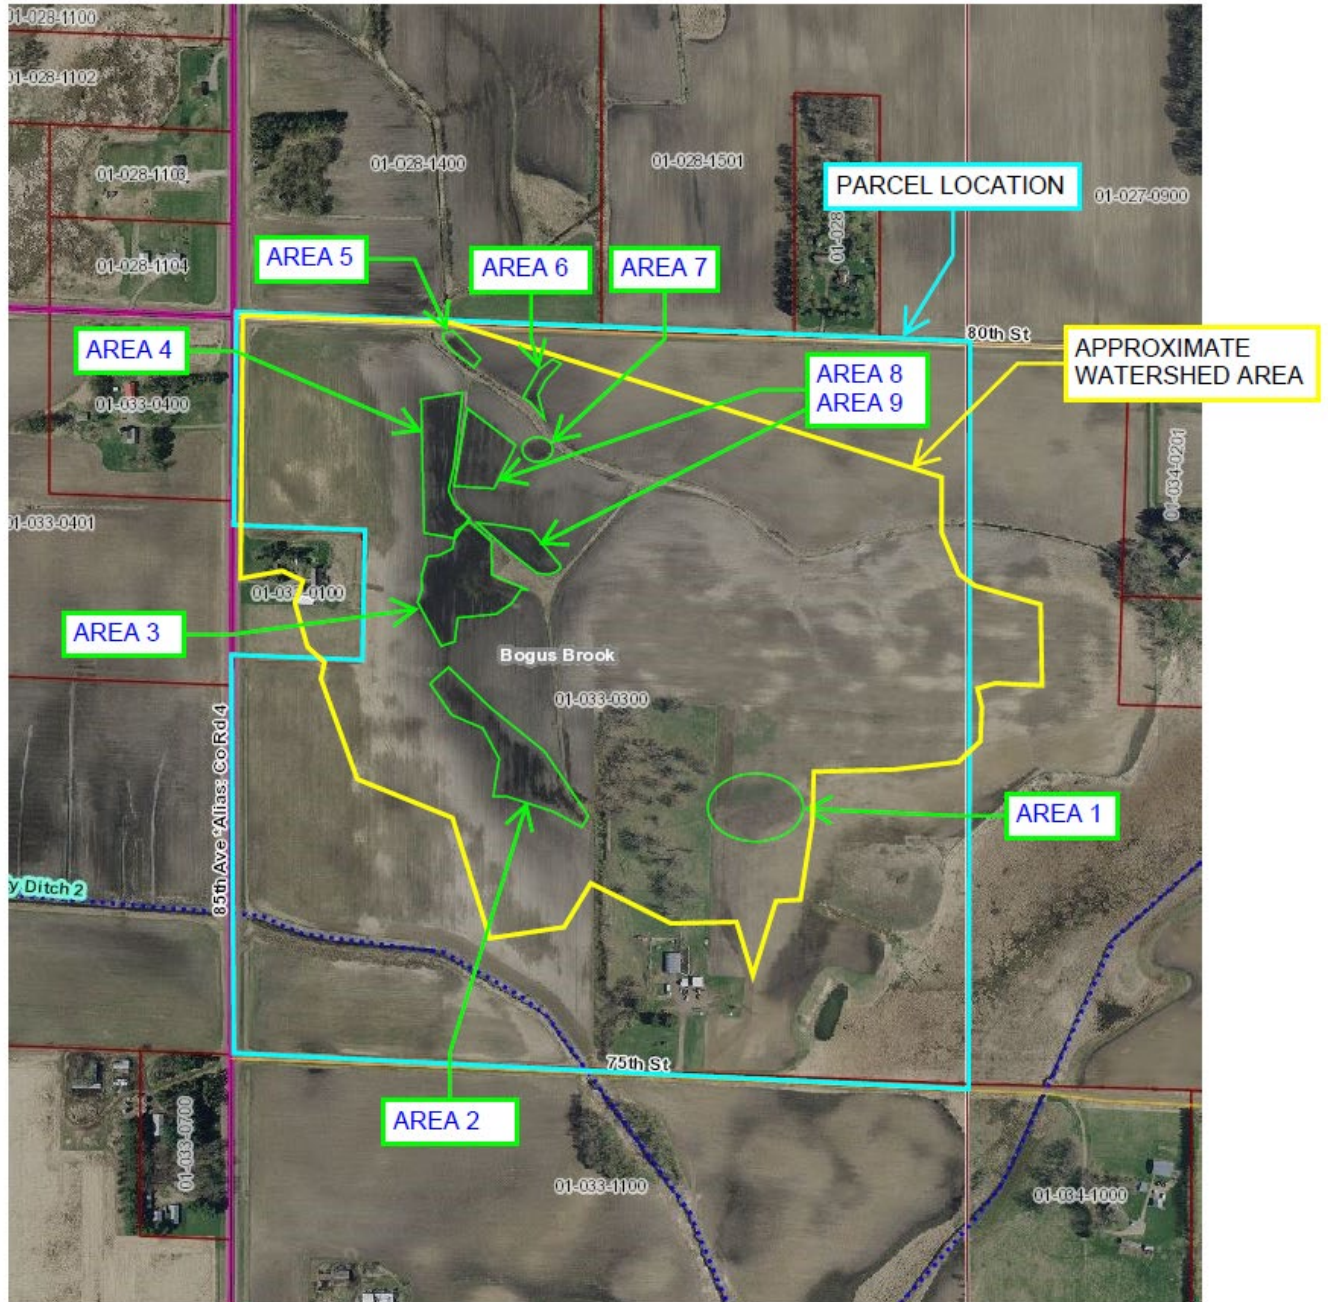 01-028-1100
01-028-1102
01-028-1103
01-028-1400
01-028-1501
PARCEL LOCATION
01-027-0900
01-028
01-028-1104
AREA 5
AREA 6
AREA 7
80th St
AREA 4
APPROXIMATE
WATERSHED AREA
AREA 8
AREA 9
01-033-0400
01-034-0201
01-033-0401
AREA 3
Bogus Brook
01-033-0300
85th Ave *Alias: Co Rd 4
AREA 1
y Ditch 2
75th St
AREA 2
01-033-0700
01-033-1100
01-034-1000